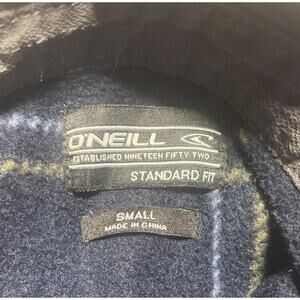 O'NEILL
ESTABLISHED NINETEEN FIFTY TWO
STANDARD FIT
SMALL
MADE IN CHINA